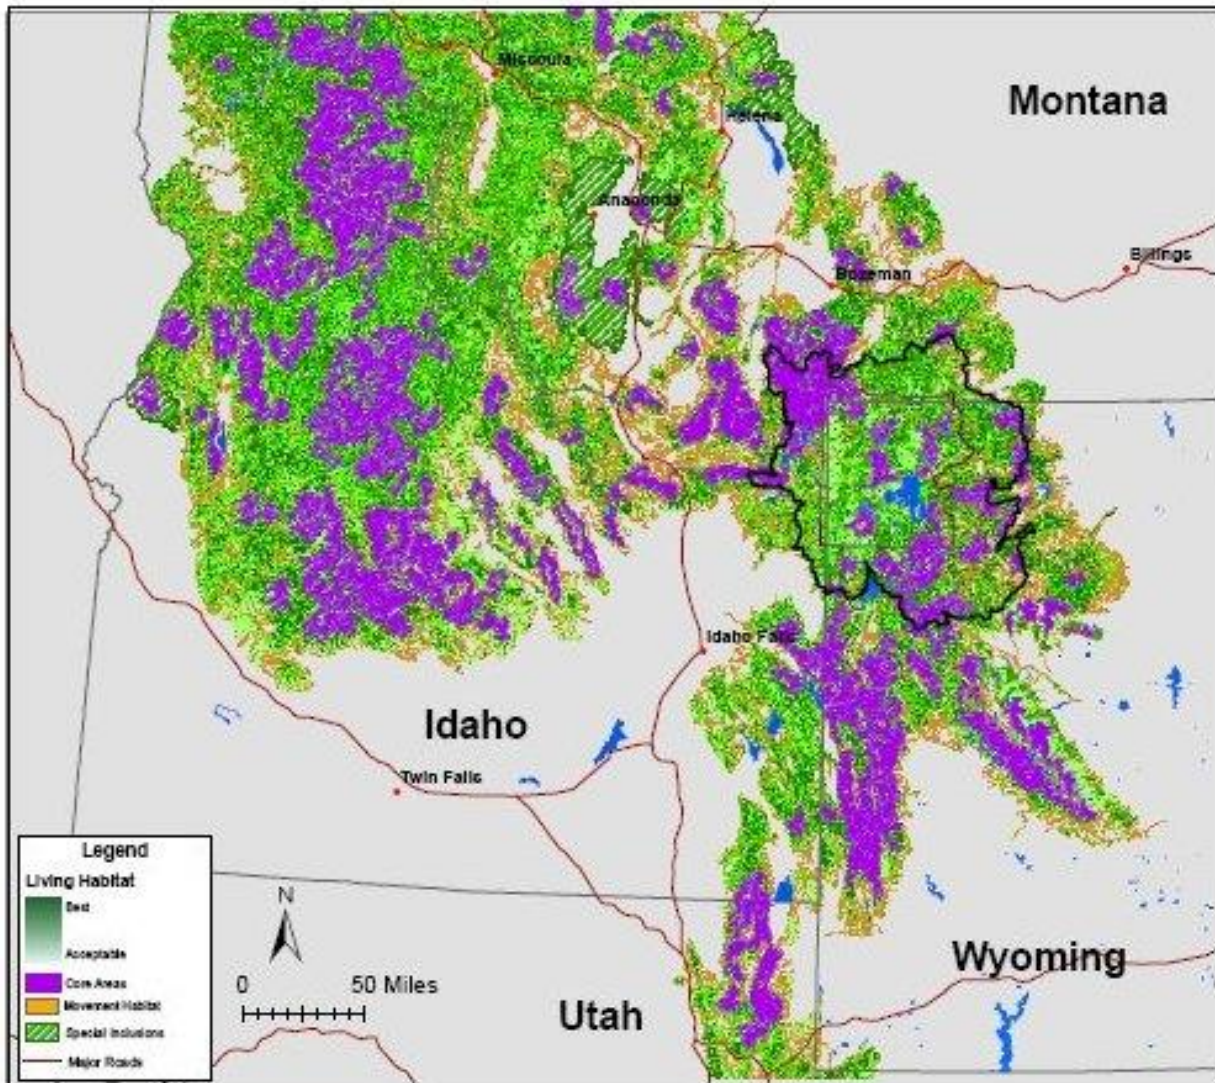 Missoula
Montana
Helena
Anaconda
Billings
Bozeman
Idaho Falls
Idaho
Twin Falls
Wyoming
Utah
Legend
Living Habitat
Best
Acceptable
Core Areas
Movement Habitat
Special Inclusions
Major Roads
N
0 50 Miles